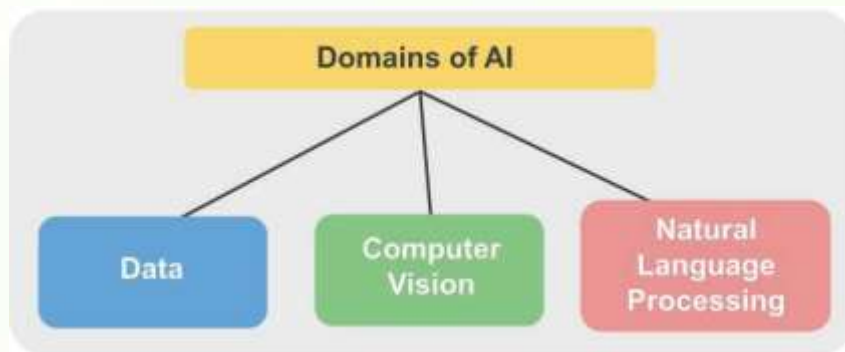 Domains of AI
Data
Computer
Vision
Natural
Language
Processing